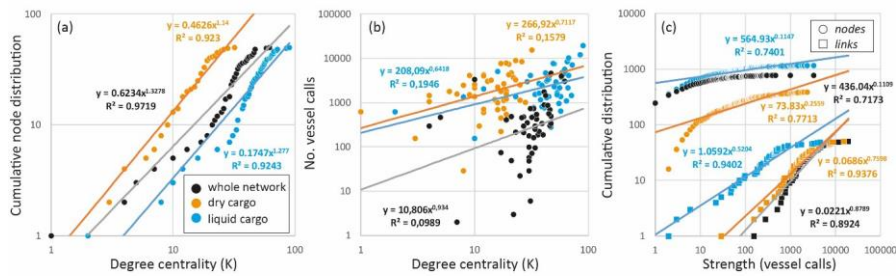 (a)
y = 0.4626x^1.14
R² = 0.923
y = 0.6234x^1.3278
R² = 0.9719
y = 0.1747x^1.277
R² = 0.9243
whole network
dry cargo
liquid cargo
Cumulative node distribution
100
10
1
1
10
100
Degree centrality (K)
(b)
y = 266,92x^0.7117
R² = 0,1579
y = 208,09x^0.6418
R² = 0,1946
y = 10,806x^0,934
R² = 0,0989
No. vessel calls
100000
10000
1000
100
10
1
1
10
100
Degree centrality (K)
(c)
nodes
links
y = 564.93x^0.1147
R² = 0.7401
y = 436.04x^0.1109
R² = 0.7173
y = 73.83x^0.2559
R² = 0.7713
y = 1.0592x^0.5204
R² = 0.9402
y = 0.0686x^0.7598
R² = 0.9376
y = 0.0221x^0.8789
R² = 0.8924
Cumulative distribution
10000
1000
100
10
1
1
10
100
1000
10000
100000
Strength (vessel calls)